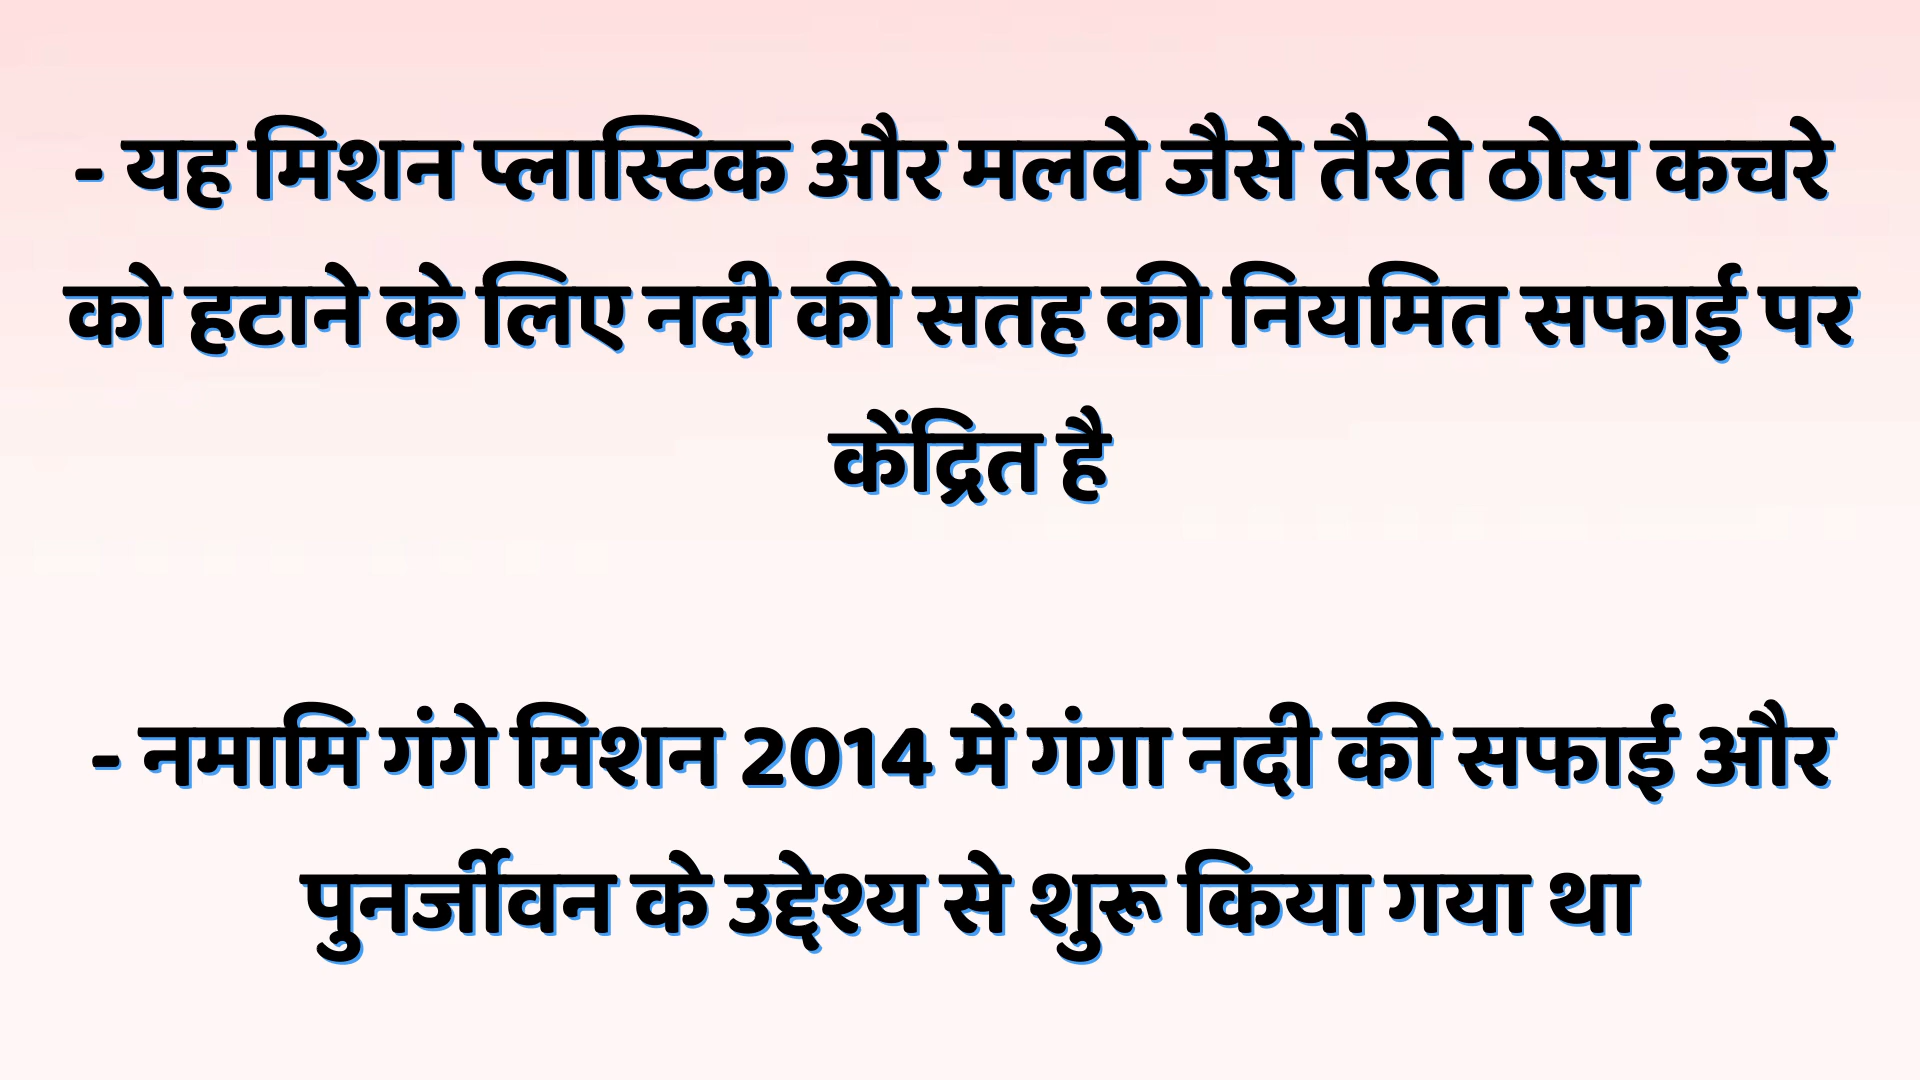 - यह मिशन प्लास्टिक और मलवे जैसे तैरते ठोस कचरे
को हटाने के लिए नदी की सतह की नियमित सफाई पर
केंद्रित है
- नमामि गंगे मिशन 2014 में गंगा नदी की सफाई और
पुनर्जीवन के उद्देश्य से शुरू किया गया था